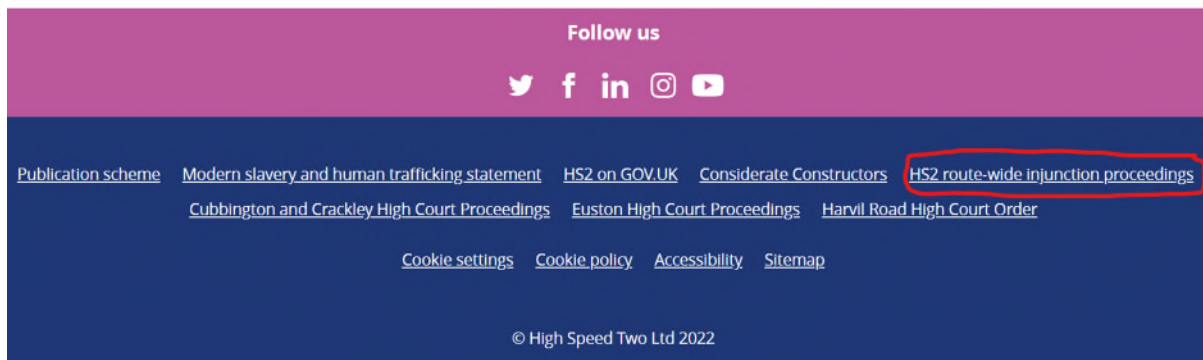 Follow us
Publication scheme Modern slavery and human trafficking statement HS2 on GOV.UK Considerate Constructors HS2 route-wide injunction proceedings
Cubbington and Crackley High Court Proceedings Euston High Court Proceedings Harvil Road High Court Order
Cookie settings Cookie policy Accessibility Sitemap
© High Speed Two Ltd 2022